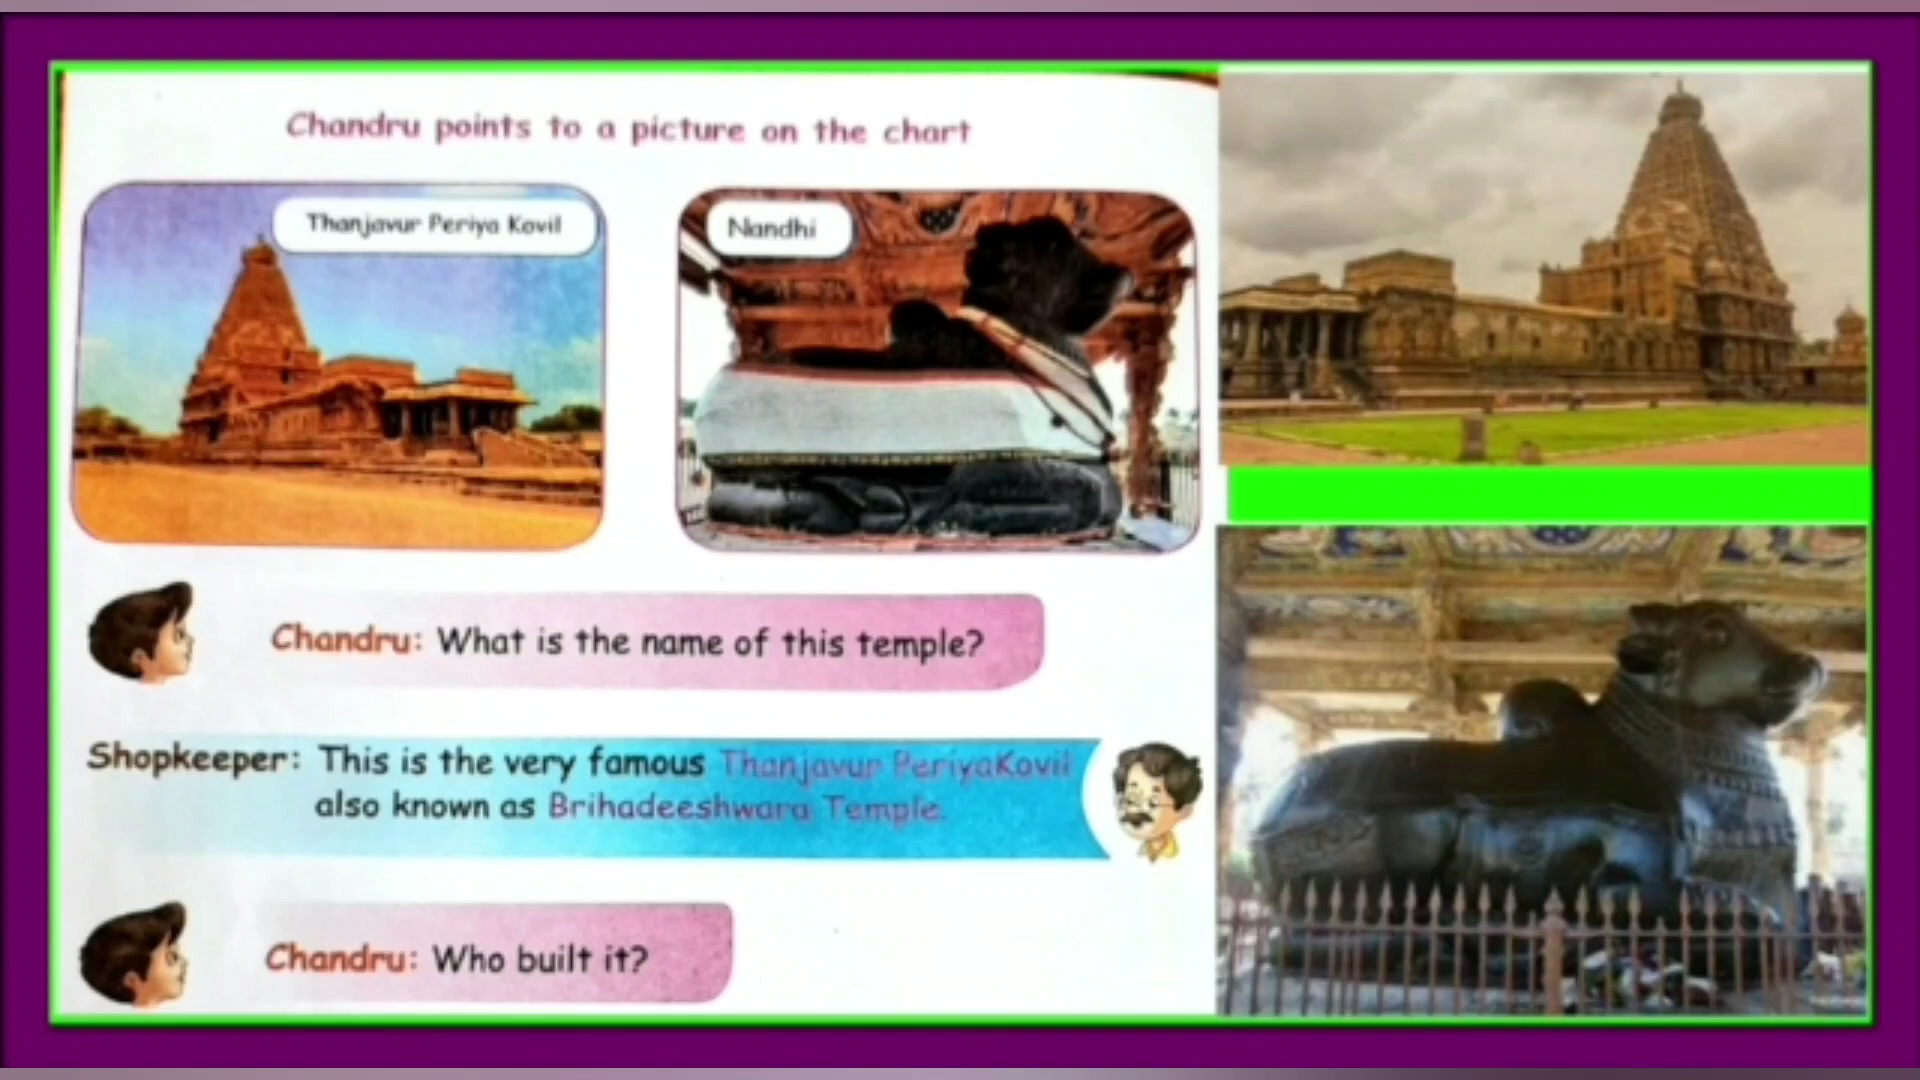 Chandru points to a picture on the chart
Thanjavur Periya Kovil
Nandhi
Chandru: What is the name of this temple?
Shopkeeper: This is the very famous Thanjavur PeriyaKovil
also known as Brihadeeshwara Temple.
Chandru: Who built it?